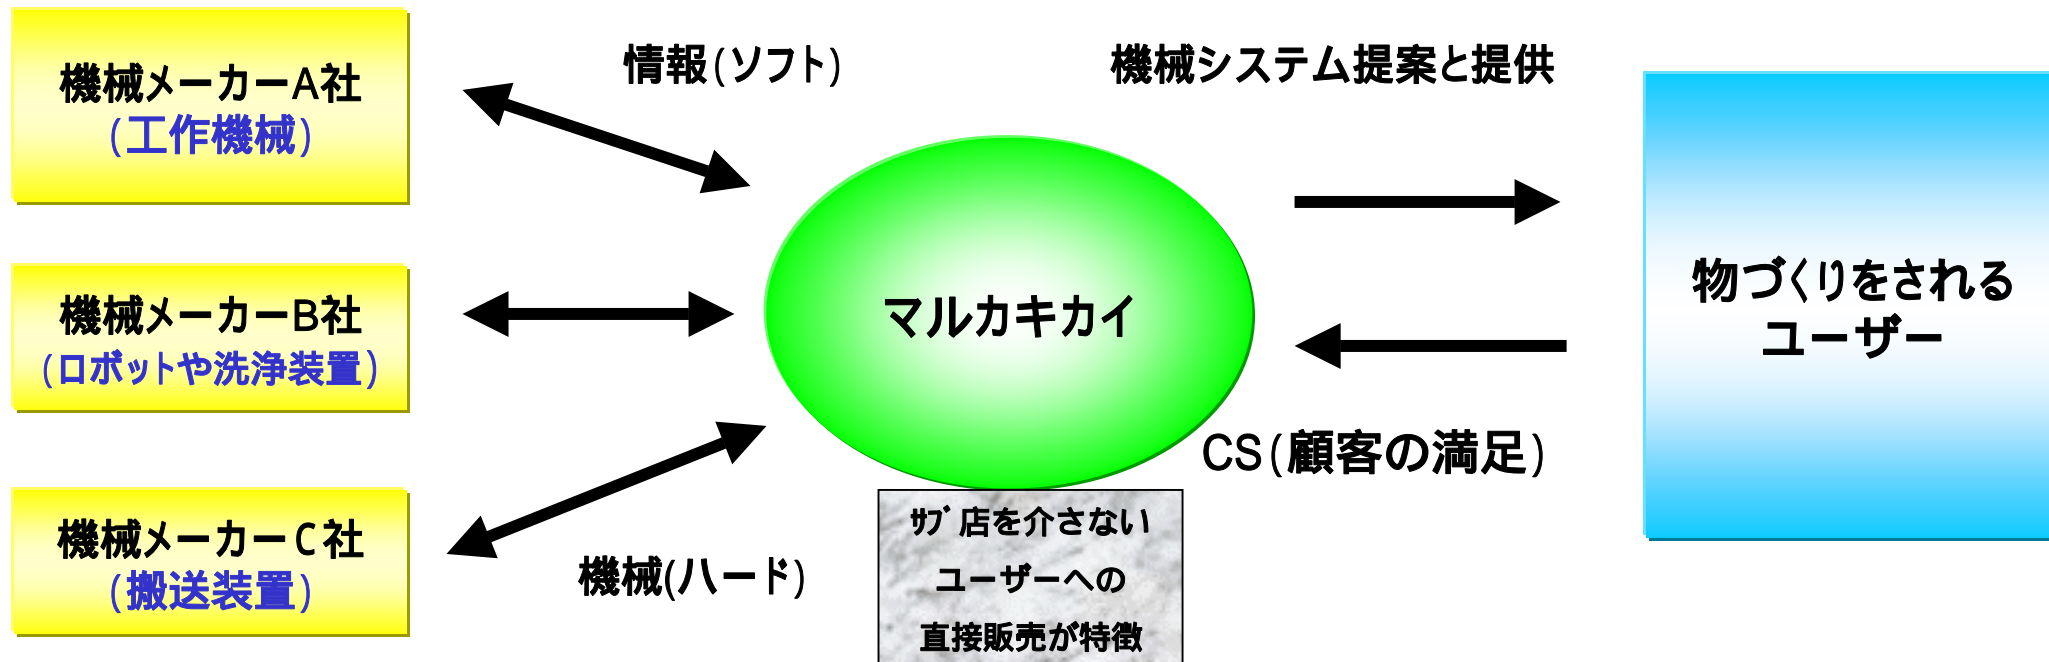 機械メーカーA社
(工作機械)
情報(ソフト)
機械システム提案と提供
機械メーカーB社
(ロボットや洗浄装置)
マルカキカイ
物づくりをされる
ユーザー
CS(顧客の満足)
機械メーカーC社
(搬送装置)
機械(ハード)
ｻﾌﾞ店を介さない
ユーザーへの
直接販売が特徴